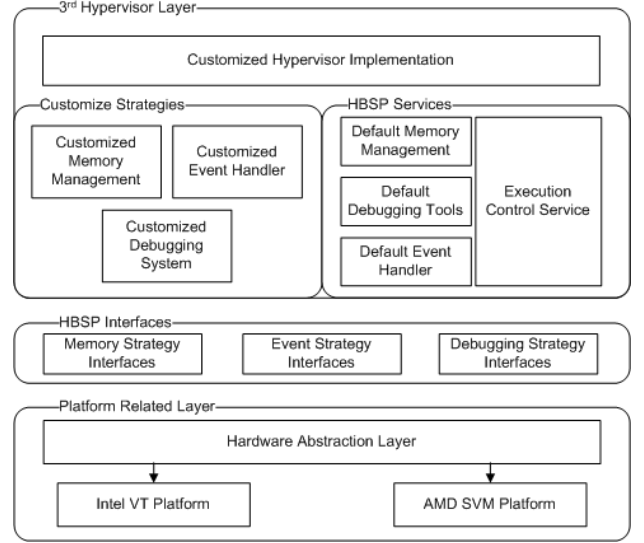 3rd Hypervisor Layer
Customized Hypervisor Implementation
Customize Strategies
Customized
Memory
Management
Customized
Event Handler
Customized
Debugging
System
HBSP Services
Default Memory
Management
Default
Debugging Tools
Default Event
Handler
Execution
Control Service
HBSP Interfaces
Memory Strategy
Interfaces
Event Strategy
Interfaces
Debugging Strategy
Interfaces
Platform Related Layer
Hardware Abstraction Layer
Intel VT Platform
AMD SVM Platform